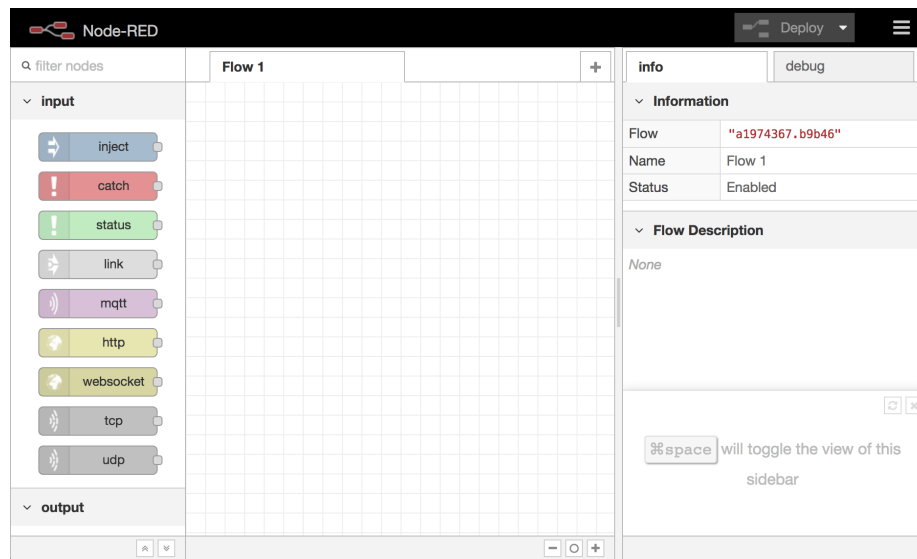 Node-RED
Deploy
filter nodes
Flow 1
info
debug
input
inject
catch
status
link
mqtt
http
websocket
tcp
udp
output
Information
Flow "a1974367.b9b46"
Name Flow 1
Status Enabled
Flow Description
None
⌘space will toggle the view of this
sidebar